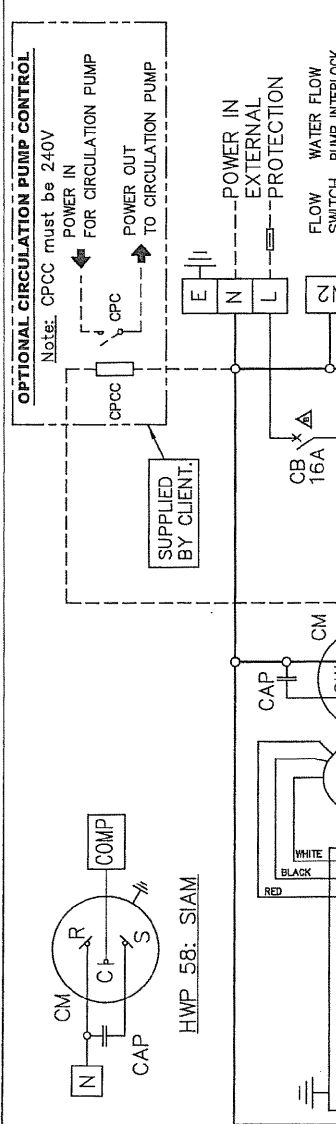 OPTIONAL CIRCULATION PUMP CONTROL
Note: CPCC must be 240V
POWER IN
FOR CIRCULATION PUMP
POWER OUT
TO CIRCULATION PUMP
CPC
CPCC
SUPPLIED
BY CLIENT.
E
N
L
POWER IN
EXTERNAL
PROTECTION
FLOW
SWITCH
WATER FLOW
PUMP INTERLOCK
CB
16A
CM
CAP
WHITE
BLACK
RED
COMP
R
C
S
CM
N
CAP
HWP 58: SIAM